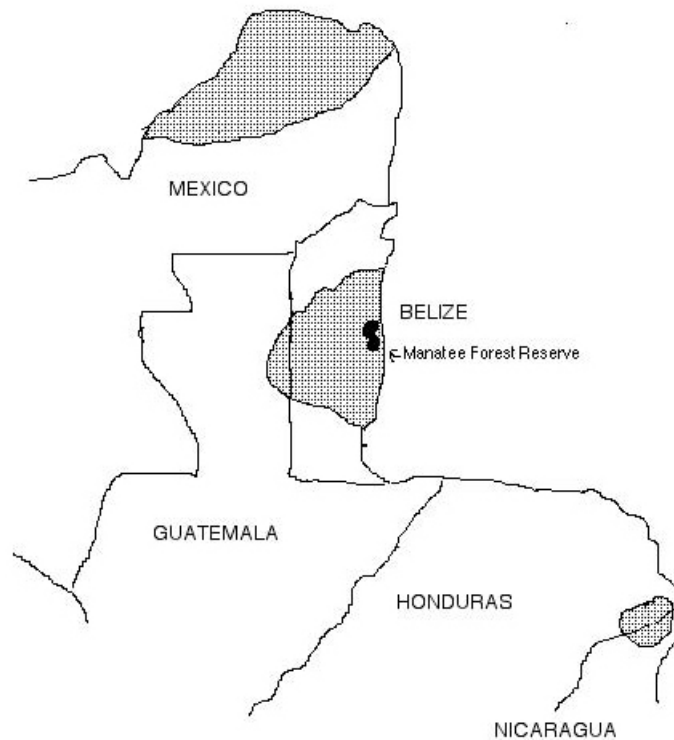 MEXICO
BELIZE
Manatee Forest Reserve
GUATEMALA
HONDURAS
NICARAGUA